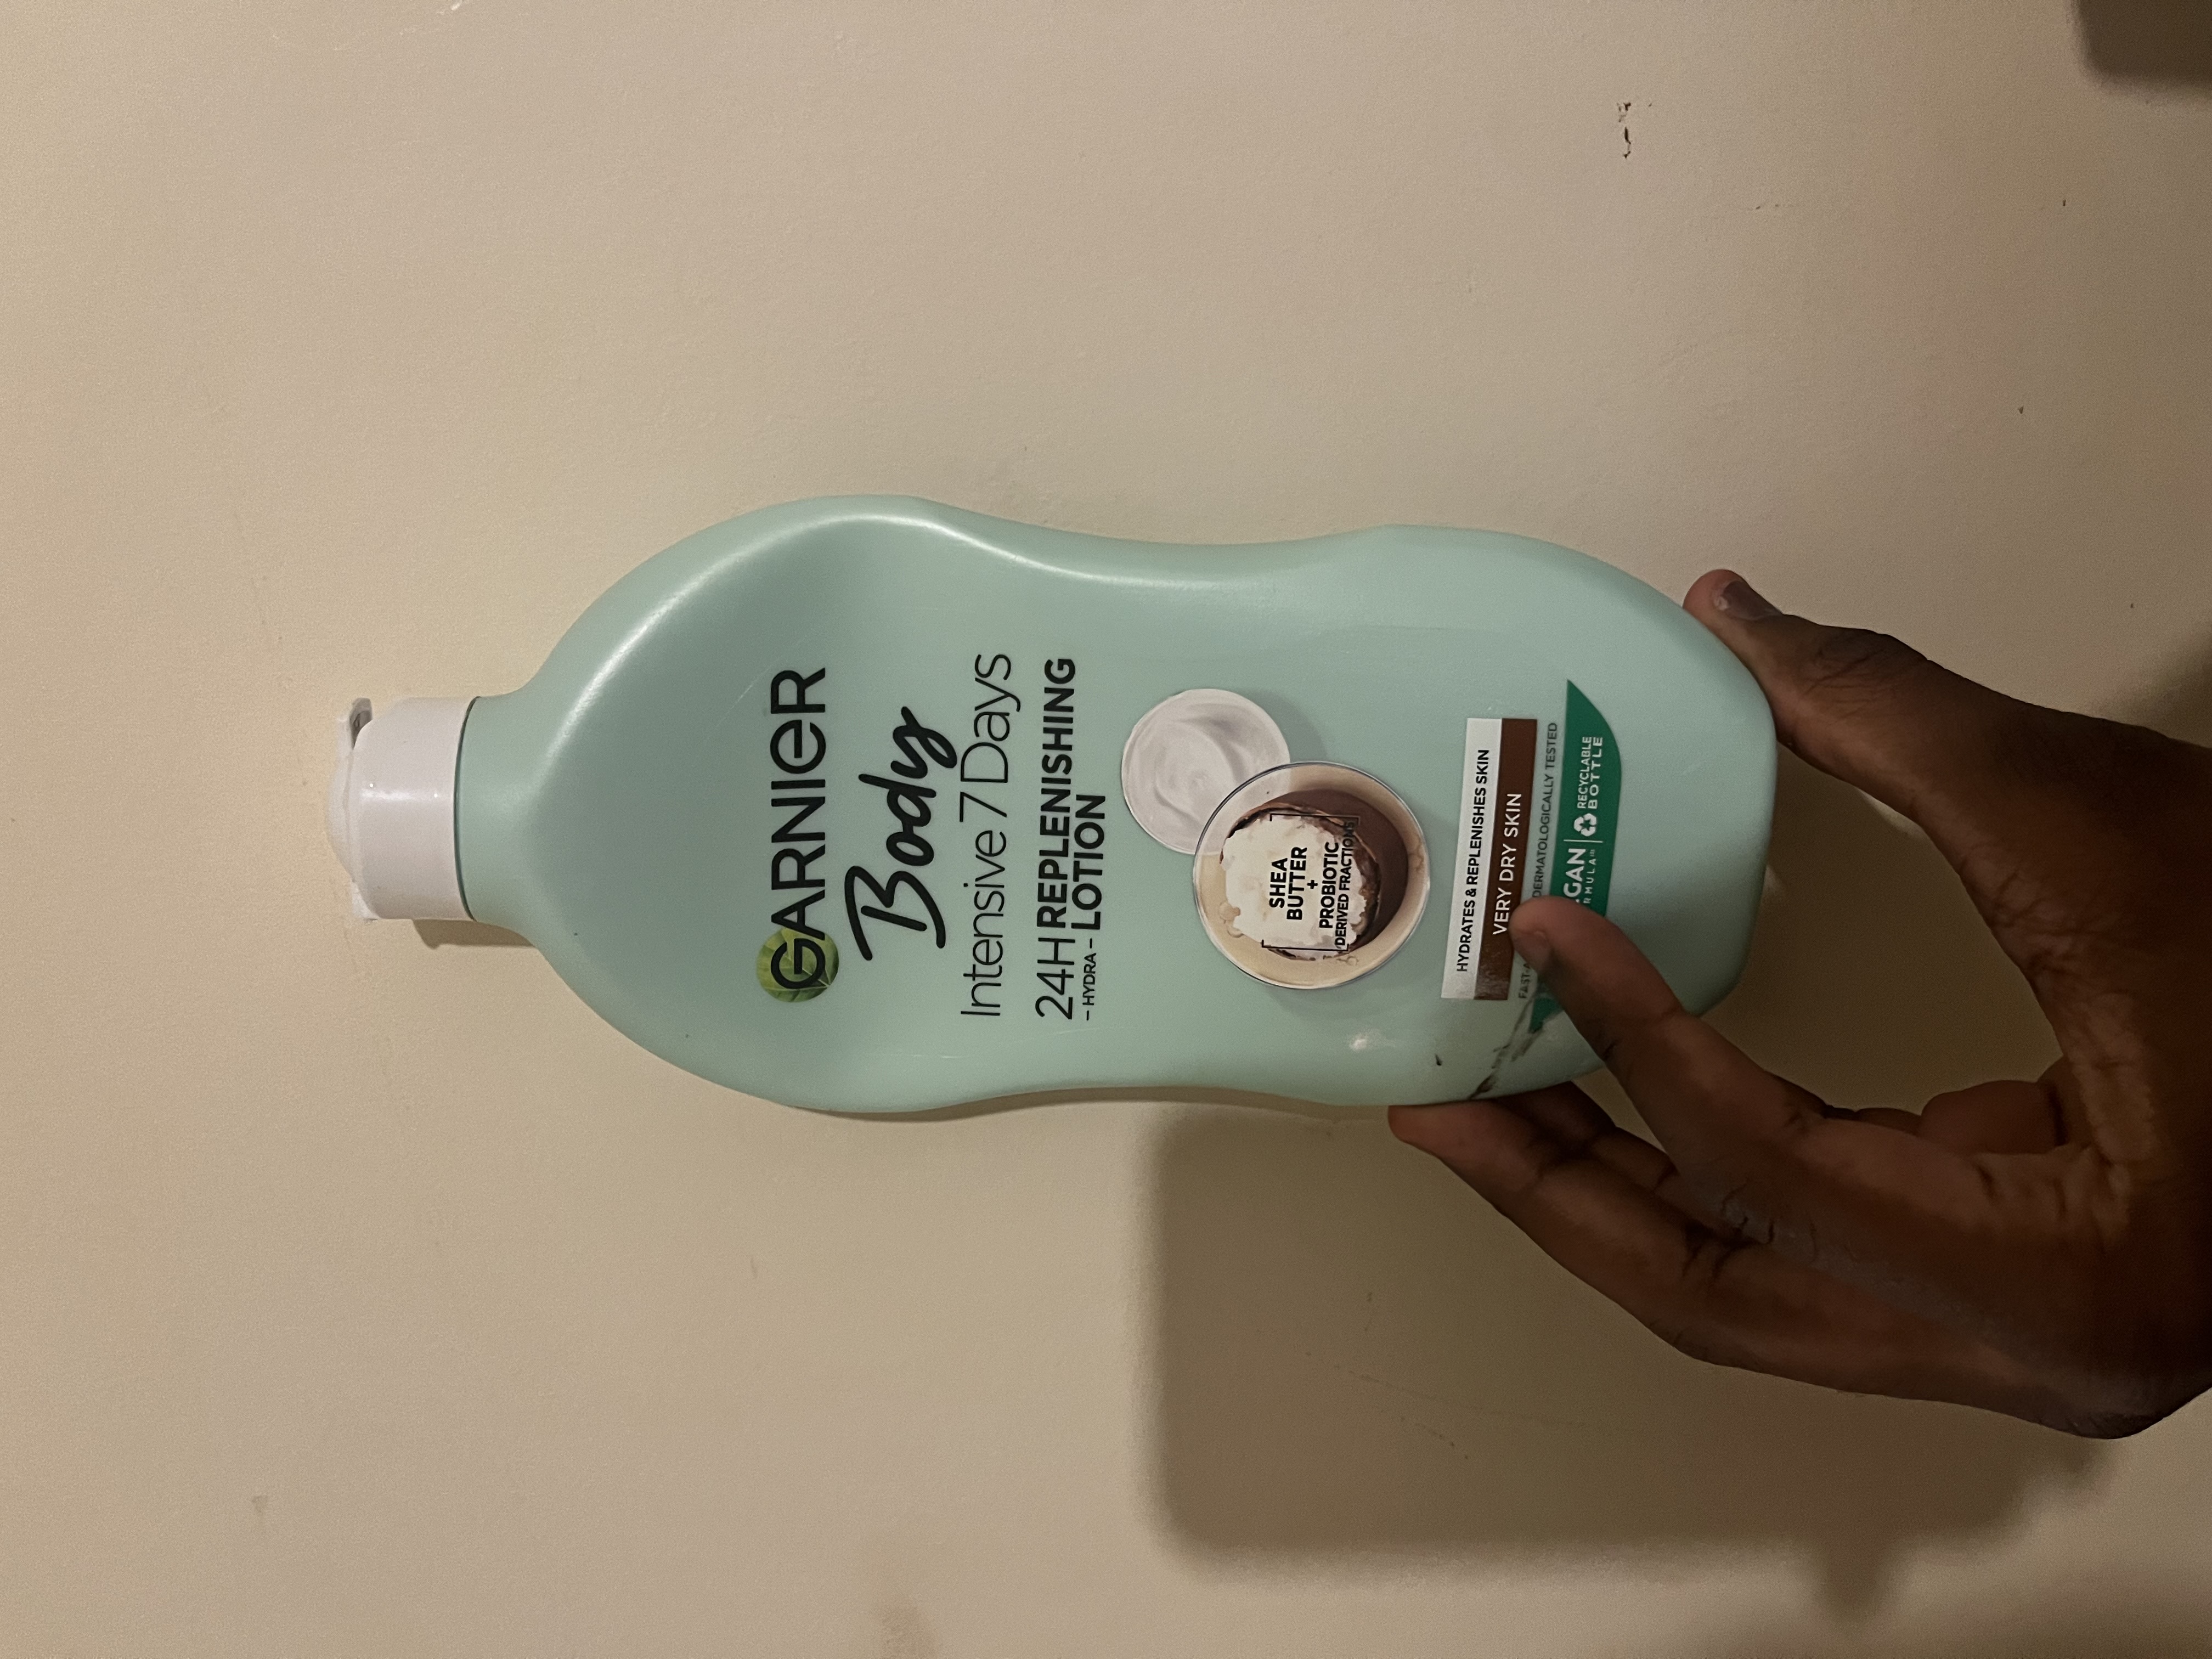 GARNIER
Body
Intensive 7 Days
24H REPLENISHING
– HYDRA – LOTION
SHEA
BUTTER
+
PROBIOTIC
DERIVED FRACTIONS
HYDRATES & REPLENISHES SKIN
VERY DRY SKIN
DERMATOLOGICALLY TESTED
RECYCLABLE
BOTTLE